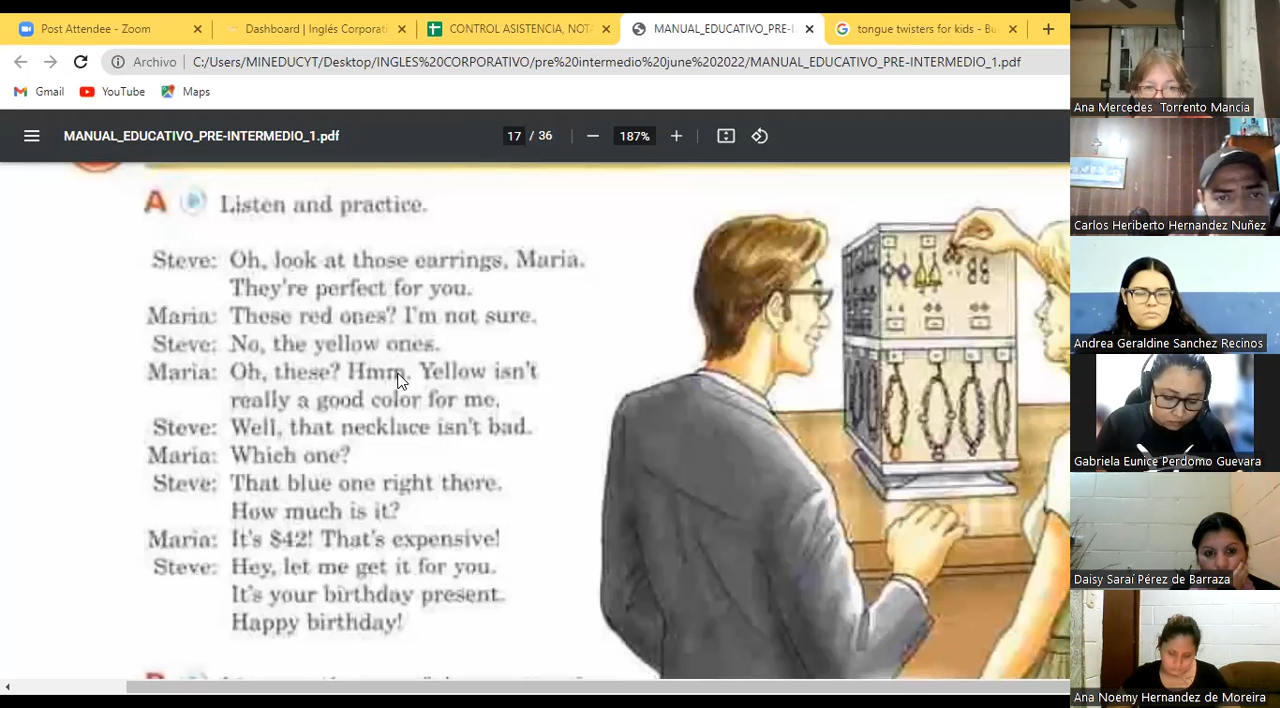 Post Attendee - Zoom
Dashboard | Inglés Corporati
CONTROL ASISTENCIA, NOTA
MANUAL_EDUCATIVO_PRE-I
tongue twisters for kids - Bu
Archivo
C:/Users/MINEDUCYT/Desktop/INGLES%20CORPORATIVO/pre%20intermedio%20june%202022/MANUAL_EDUCATIVO_PRE-INTERMEDIO_1.pdf
Gmail
YouTube
Maps
MANUAL_EDUCATIVO_PRE-INTERMEDIO_1.pdf
17 / 36
187%
A Listen and practice.
Steve: Oh, look at those earrings, Maria.
They're perfect for you.
Maria: These red ones? I'm not sure.
Steve: No, the yellow ones.
Maria: Oh, these? Hmm. Yellow isn't
really a good color for me.
Steve: Well, that necklace isn't bad.
Maria: Which one?
Steve: That blue one right there.
How much is it?
Maria: It's $42! That's expensive!
Steve: Hey, let me get it for you.
It's your birthday present.
Happy birthday!
Ana Mercedes Torrento Mancia
Carlos Heriberto Hernandez Nuñez
Andrea Geraldine Sanchez Recinos
Gabriela Eunice Perdomo Guevara
Daisy Saraí Pérez de Barraza
Ana Noemy Hernandez de Moreira